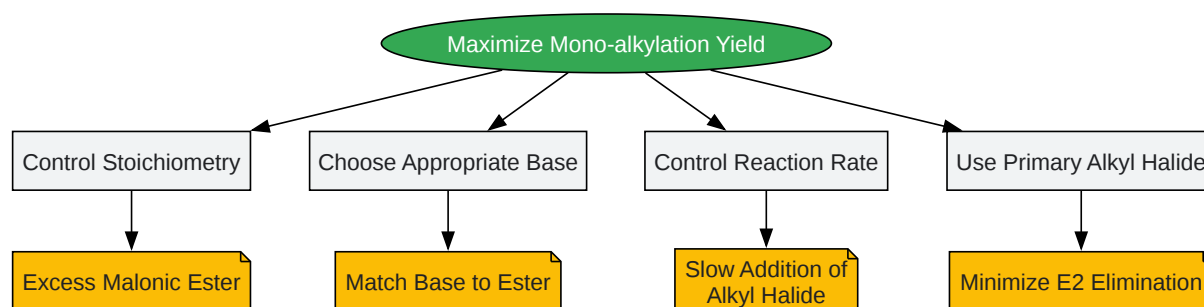 Maximize Mono-alkylation Yield
Control Stoichiometry
Choose Appropriate Base
Control Reaction Rate
Use Primary Alkyl Halide
Excess Malonic Ester
Match Base to Ester
Slow Addition of
Alkyl Halide
Minimize E2 Elimination